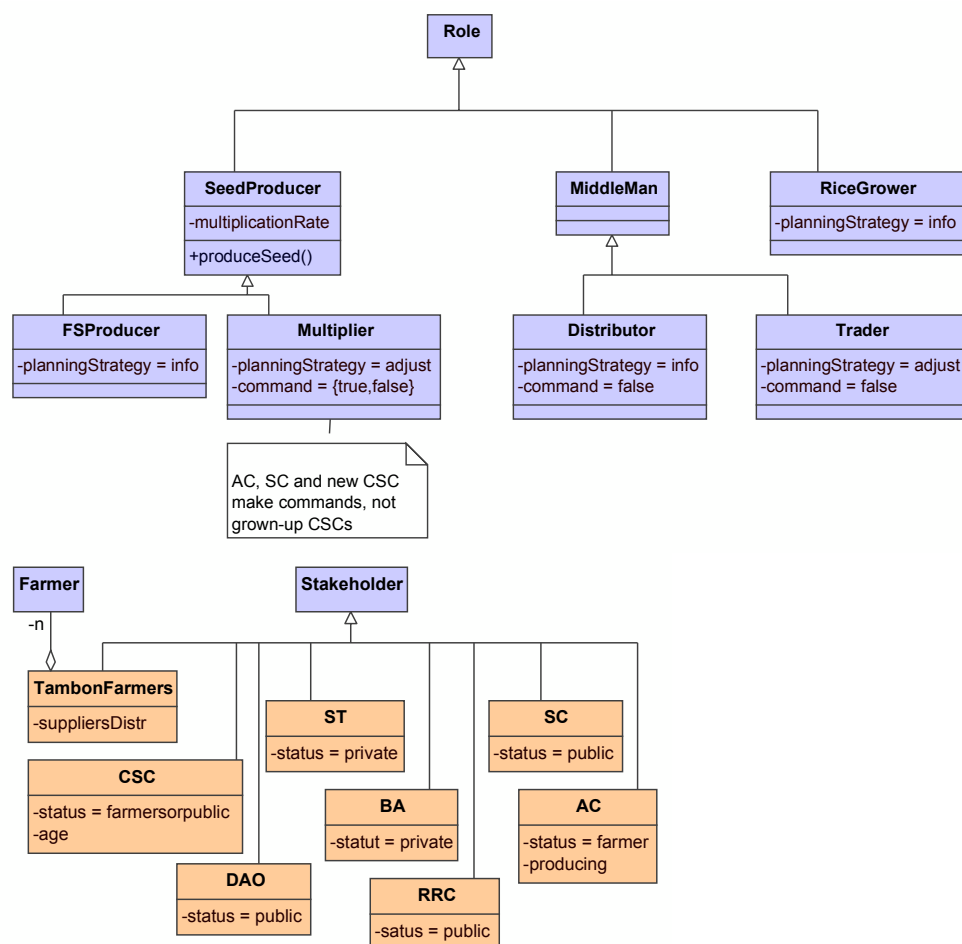 Role
SeedProducer
-multiplicationRate
+produceSeed()
MiddleMan
RiceGrower
-planningStrategy = info
FSProducer
-planningStrategy = info
Multiplier
-planningStrategy = adjust
-command = {true,false}
Distributor
-planningStrategy = info
-command = false
Trader
-planningStrategy = adjust
-command = false
AC, SC and new CSC
make commands, not
grown-up CSCs
Farmer
-n
Stakeholder
TambonFarmers
-suppliersDistr
ST
-status = private
SC
-status = public
CSC
-status = farmersorpublic
-age
BA
-statut = private
AC
-status = farmer
-producing
DAO
-status = public
RRC
-satus = public